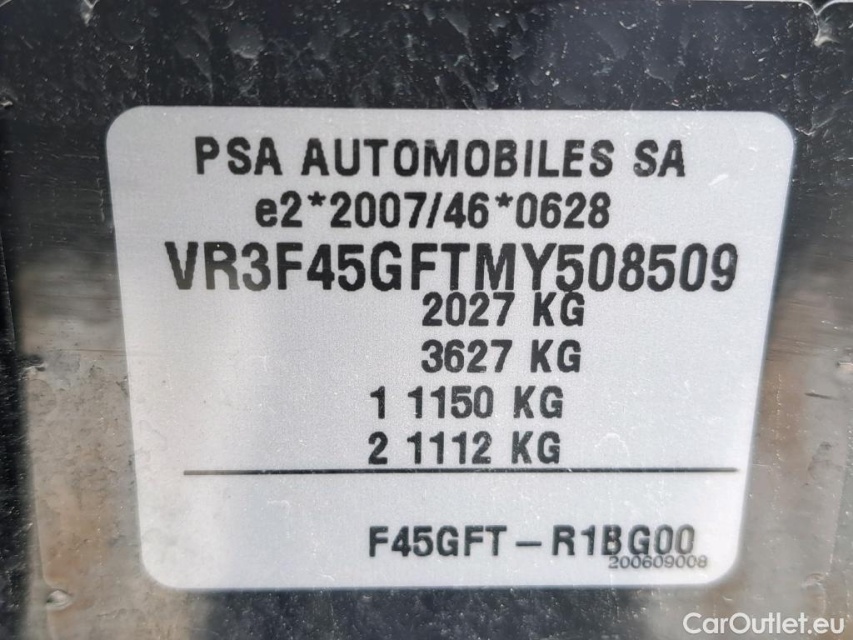 PSA AUTOMOBILES SA
e2*2007/46*0628
VR3F45GFTMY508509
2027 KG
3627 KG
1 1150 KG
2 1112 KG
F45GFT – R1BG00
200609008
CarOutlet.eu